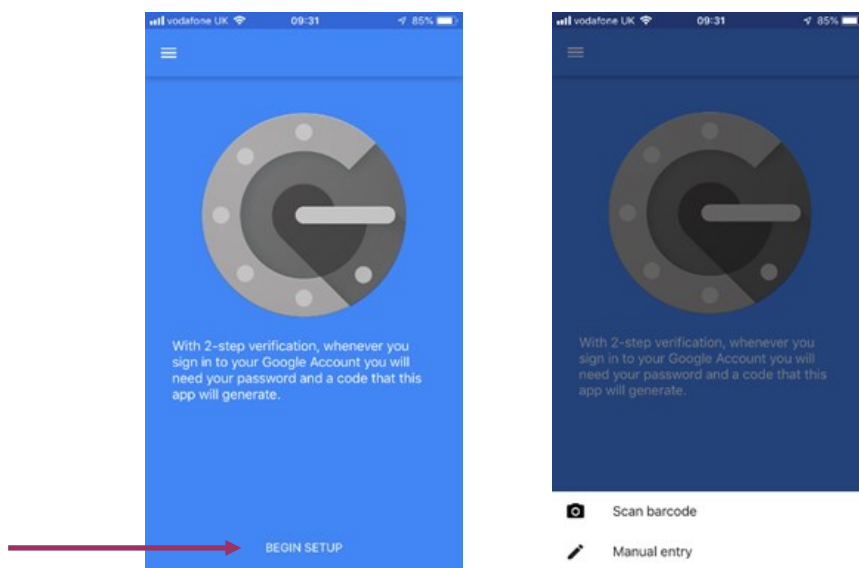 vodafone UK 09:31 85%
With 2-step verification, whenever you
sign in to your Google Account you will
need your password and a code that this
app will generate.
BEGIN SETUP
vodafone UK 09:31 85%
With 2-step verification, whenever you
sign in to your Google Account you will
need your password and a code that this
app will generate.
Scan barcode
Manual entry